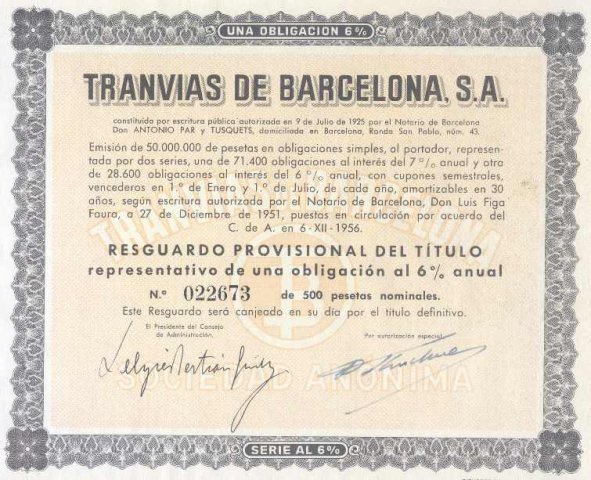 UNA OBLIGACION 6%
TRANVIAS DE BARCELONA, S.A.
constituida por escritura pública autorizada en 9 de Julio de 1925 por el Notario de Barcelona
Don ANTONIO PAR y TUSQUETS, domiciliada en Barcelona, Ronda San Pablo, núm. 43.
Emisión de 50.000.000 de pesetas en obligaciones simples, al portador, represen-
tada por dos series, una de 71.400 obligaciones al interés del 7 % anual y otra
de 28.600 obligaciones al interés del 6 % anual, con cupones semestrales,
vencederos en 1.º de Enero y 1.º de Julio, de cada año, amortizables en 30
años, según escritura autorizada por el Notario de Barcelona, Don Luis Figa
Faura, a 27 de Diciembre de 1951, puestas en circulación por acuerdo del
C. de A. en 6-XII-1956.
RESGUARDO PROVISIONAL DEL TÍTULO
representativo de una obligación al 6% anual
N.º 022673 de 500 pesetas nominales.
Este Resguardo será canjeado en su día por el título definitivo.
El Presidente del Consejo
de Administración,
Por autorización especial,
TRANVIAS DE BARCELONA
SOCIEDAD ANONIMA
SERIE AL 6%